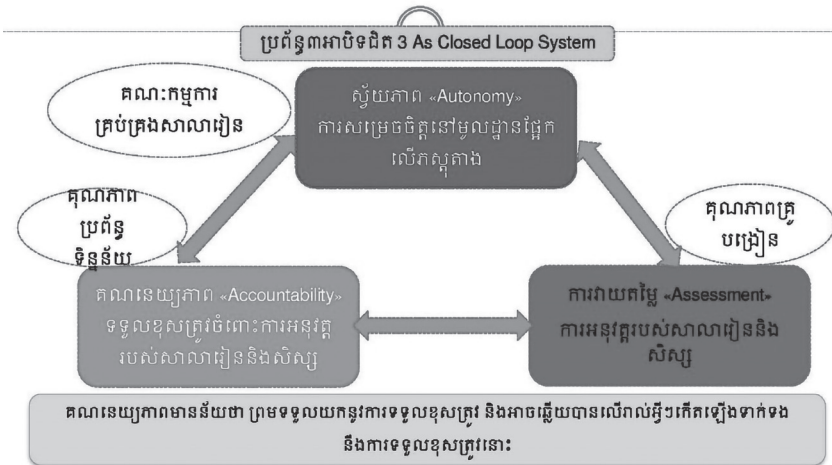 ប្រព័ន្ធ៣អាបិទជិត 3 As Closed Loop System
គណៈកម្មការ
គ្រប់គ្រងសាលារៀន
ស្វ័យភាព «Autonomy»
ការសម្រេចចិត្តនៅមូលដ្ឋានផ្អែក
លើភស្តុតាង
គុណភាព
ប្រព័ន្ធ
ទិន្នន័យ
គុណភាពគ្រូ
បង្រៀន
គណនេយ្យភាព «Accountability»
ទទួលខុសត្រូវចំពោះការអនុវត្ត
របស់សាលារៀននិងសិស្ស
ការវាយតម្លៃ «Assessment»
ការអនុវត្តរបស់សាលារៀននិង
សិស្ស
គណនេយ្យភាពមានន័យថា ព្រមទទួលយកនូវការទទួលខុសត្រូវ និងអាចឆ្លើយបានលើរាល់អ្វីៗកើតឡើងទាក់ទង
នឹងការទទួលខុសត្រូវនោះ